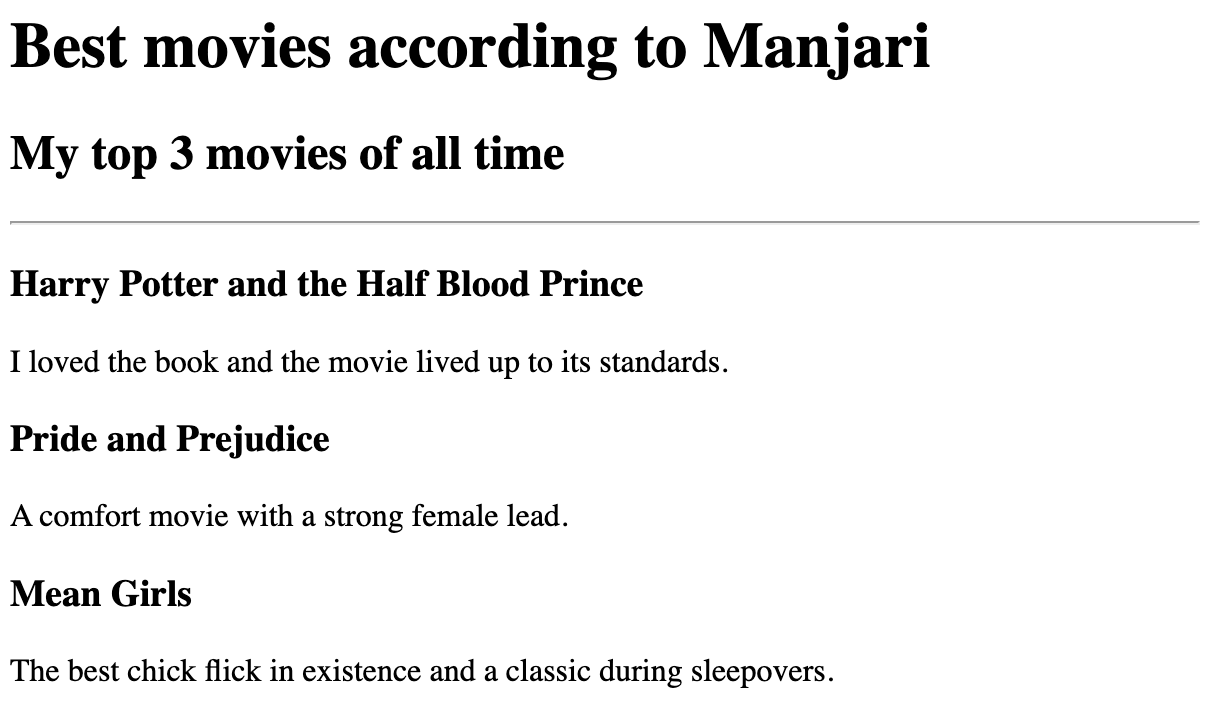 Best movies according to Manjari
My top 3 movies of all time
Harry Potter and the Half Blood Prince
I loved the book and the movie lived up to its standards.
Pride and Prejudice
A comfort movie with a strong female lead.
Mean Girls
The best chick flick in existence and a classic during sleepovers.